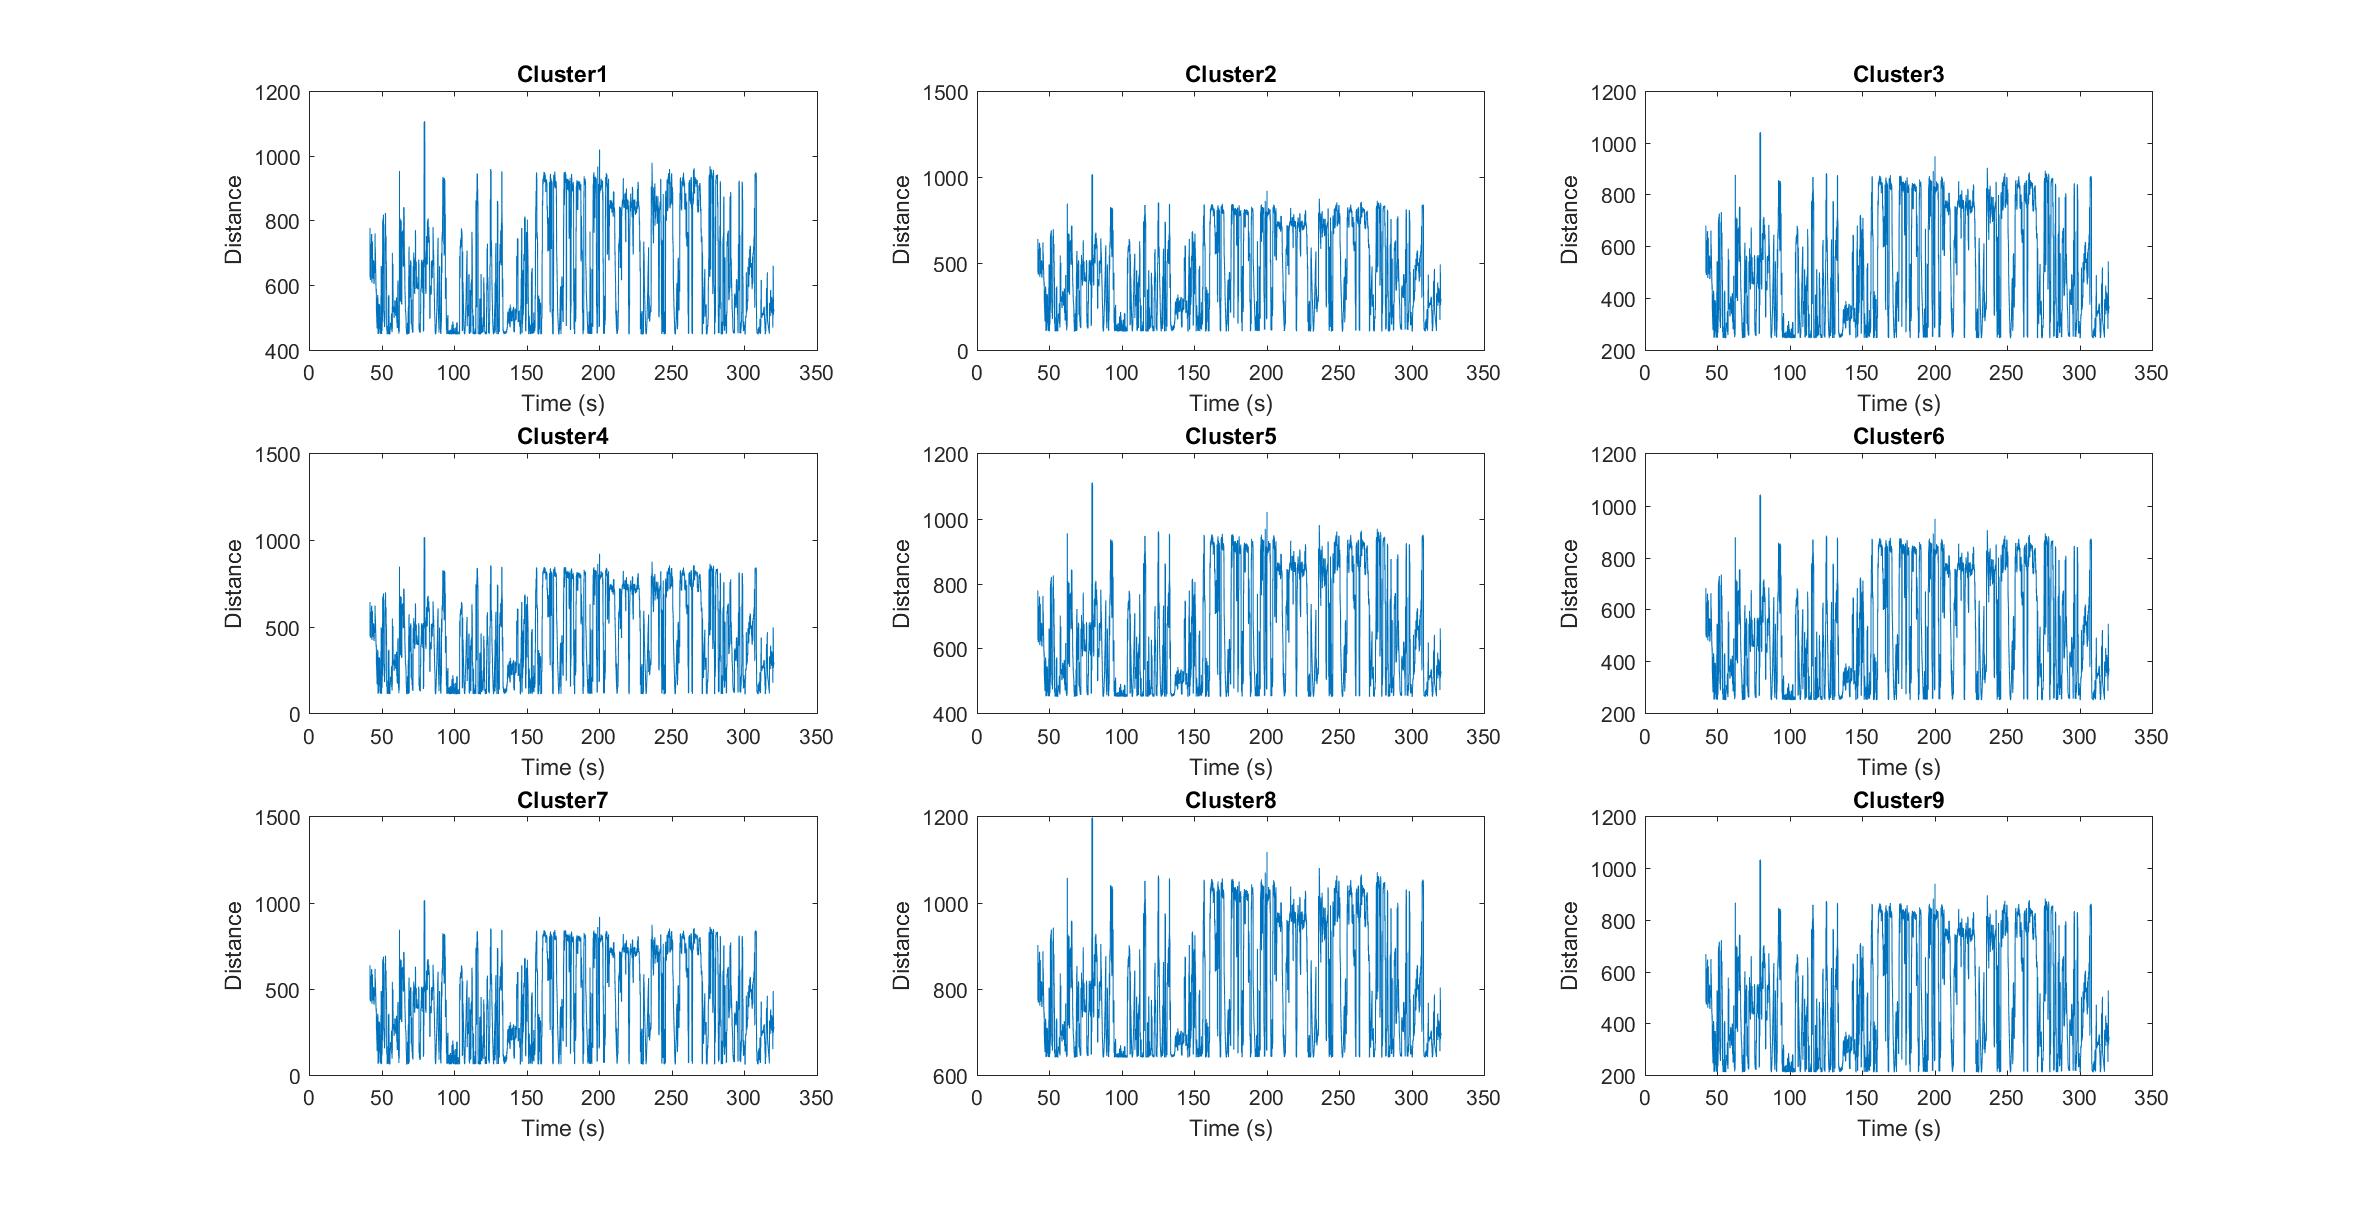 Cluster1 Cluster2 Cluster3
1200 1500 1200
1000 1000 1000
800 500 800
600 0 600
400 400
200
Distance Distance Distance
0 50 100 150 200 250 300 350 0 50 100 150 200 250 300 350 0 50 100 150 200 250 300 350
Time (s) Time (s) Time (s)
Cluster4 Cluster5 Cluster6
1500 1200 1200
1000 1000 1000
500 800 800
0 600 600
400 400
200
Distance Distance Distance
0 50 100 150 200 250 300 350 0 50 100 150 200 250 300 350 0 50 100 150 200 250 300 350
Time (s) Time (s) Time (s)
Cluster7 Cluster8 Cluster9
1500 1200 1200
1000 1000 1000
500 800 800
0 600 600
400
200
Distance Distance Distance
0 50 100 150 200 250 300 350 0 50 100 150 200 250 300 350 0 50 100 150 200 250 300 350
Time (s) Time (s) Time (s)